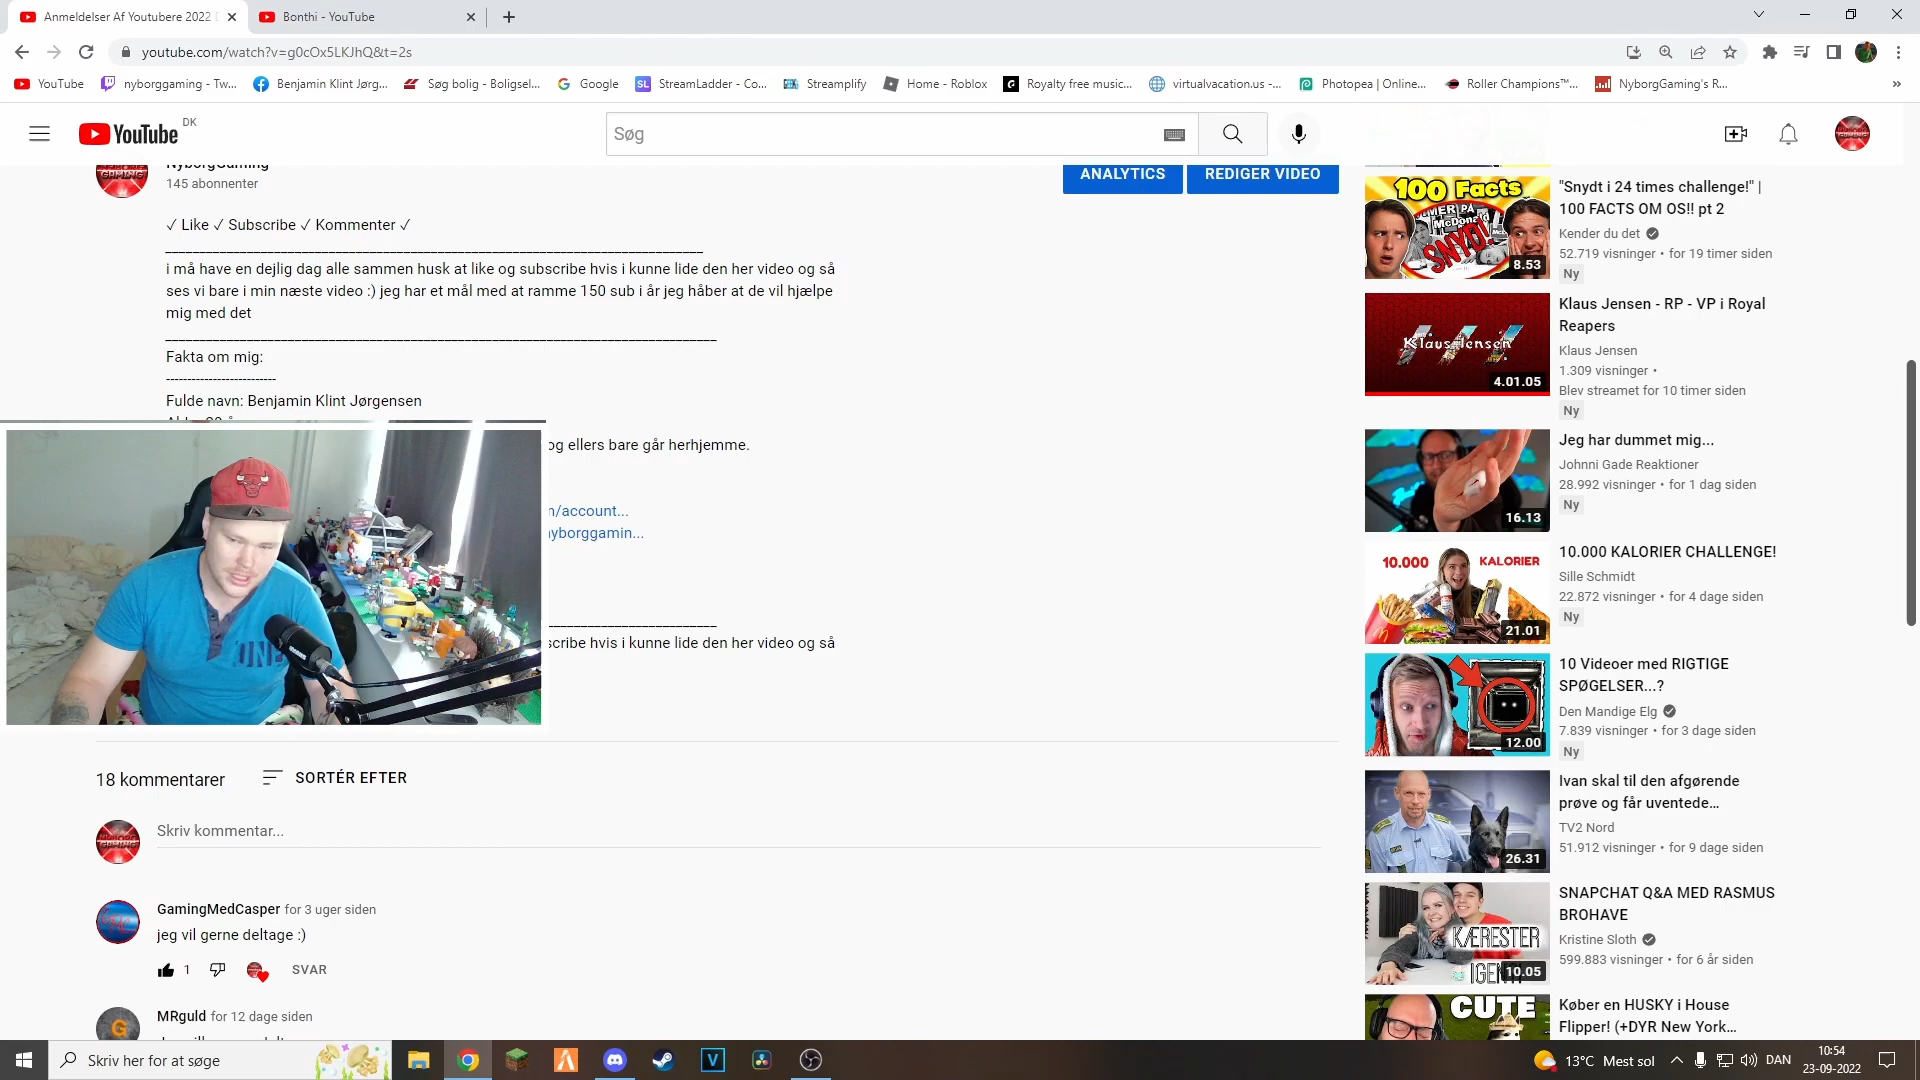 Anmeldelser Af Youtubere 2022
Bonthi - YouTube
youtube.com/watch?v=g0cOx5LKJhQ&t=2s
YouTube
nyborggaming - Tw...
Benjamin Klint Jørg...
Søg bolig - Boligsel...
Google
StreamLadder - Co...
Streamplify
Home - Roblox
Royalty free music...
virtualvacation.us -...
Photopea | Online...
Roller Champions™...
NyborgGaming's R...
YouTube DK
Søg
NyborgGaming
145 abonnenter
ANALYTICS
REDIGER VIDEO
✓ Like ✓ Subscribe ✓ Kommenter ✓
i må have en dejlig dag alle sammen husk at like og subscribe hvis i kunne lide den her video og så
ses vi bare i min næste video :) jeg har et mål med at ramme 150 sub i år jeg håber at de vil hjælpe
mig med det
Fakta om mig:
--------------------------
Fulde navn: Benjamin Klint Jørgensen
og ellers bare går herhjemme.
n/account...
nyborggamin...
scribe hvis i kunne lide den her video og så
18 kommentarer
SORTÉR EFTER
Skriv kommentar...
GamingMedCasper for 3 uger siden
jeg vil gerne deltage :)
1
SVAR
MRguld for 12 dage siden
100 Facts
McDonald
SNYD!
8.53
"Snydt i 24 times challenge!" |
100 FACTS OM OS!! pt 2
Kender du det
52.719 visninger • for 19 timer siden
Ny
Klaus Jensen
4.01.05
Klaus Jensen - RP - VP i Royal
Reapers
Klaus Jensen
1.309 visninger •
Blev streamet for 10 timer siden
Ny
16.13
Jeg har dummet mig...
Johnni Gade Reaktioner
28.992 visninger • for 1 dag siden
Ny
10.000 KALORIER
21.01
10.000 KALORIER CHALLENGE!
Sille Schmidt
22.872 visninger • for 4 dage siden
Ny
12.00
10 Videoer med RIGTIGE
SPØGELSER...?
Den Mandige Elg
7.839 visninger • for 3 dage siden
Ny
26.31
Ivan skal til den afgørende
prøve og får uventede...
TV2 Nord
51.912 visninger • for 9 dage siden
KÆRESTER
IGEN?
10.05
SNAPCHAT Q&A MED RASMUS
BROHAVE
Kristine Sloth
599.883 visninger • for 6 år siden
CUTE
Køber en HUSKY i House
Flipper! (+DYR New York...
Skriv her for at søge
13°C Mest sol
DAN
10:54
23-09-2022